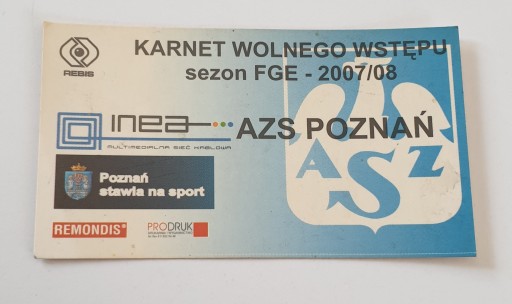 KARNET WOLNEGO WSTĘPU
sezon FGE - 2007/08
REBIS
inea
MULTIMEDIALNA SIEĆ KABLOWA
AZS POZNAŃ
Poznań
stawia na sport
AZS
REMONDIS®
PRODRUK